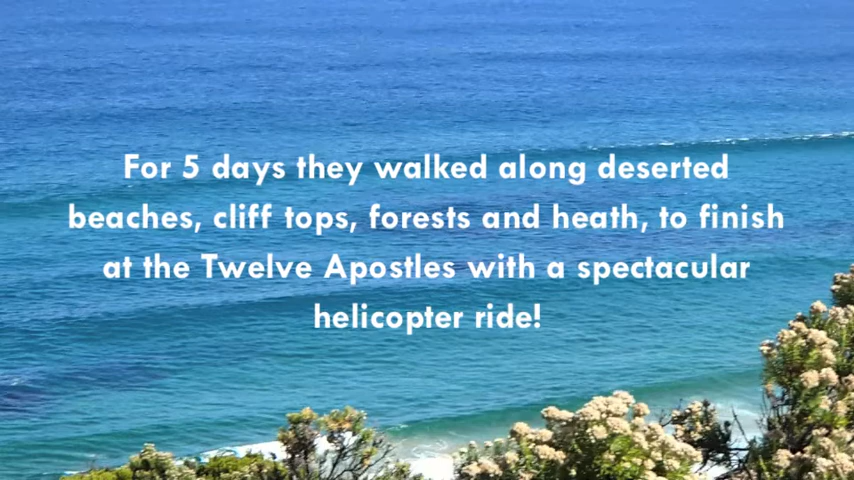 For 5 days they walked along deserted
beaches, cliff tops, forests and heath, to finish
at the Twelve Apostles with a spectacular
helicopter ride!